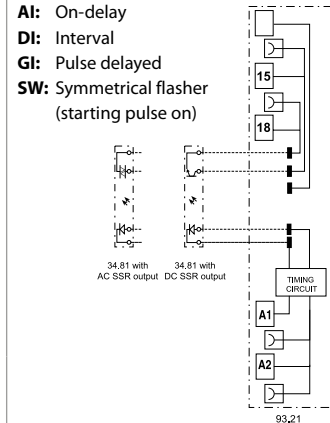 AI: On-delay
DI: Interval
GI: Pulse delayed
SW: Symmetrical flasher
(starting pulse on)
15
18
34.81 with
AC SSR output
34.81 with
DC SSR output
TIMING
CIRCUIT
A1
A2
93.21